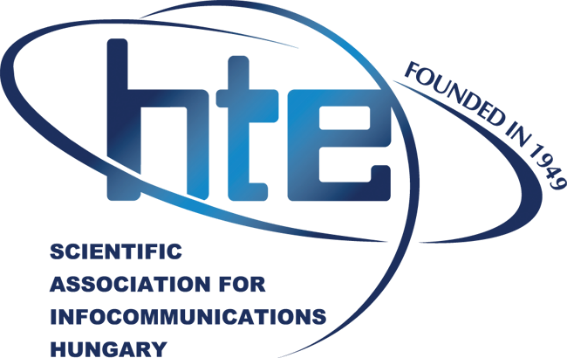 hte
FOUNDED IN 1949
SCIENTIFIC
ASSOCIATION FOR
INFOCOMMUNICATIONS
HUNGARY